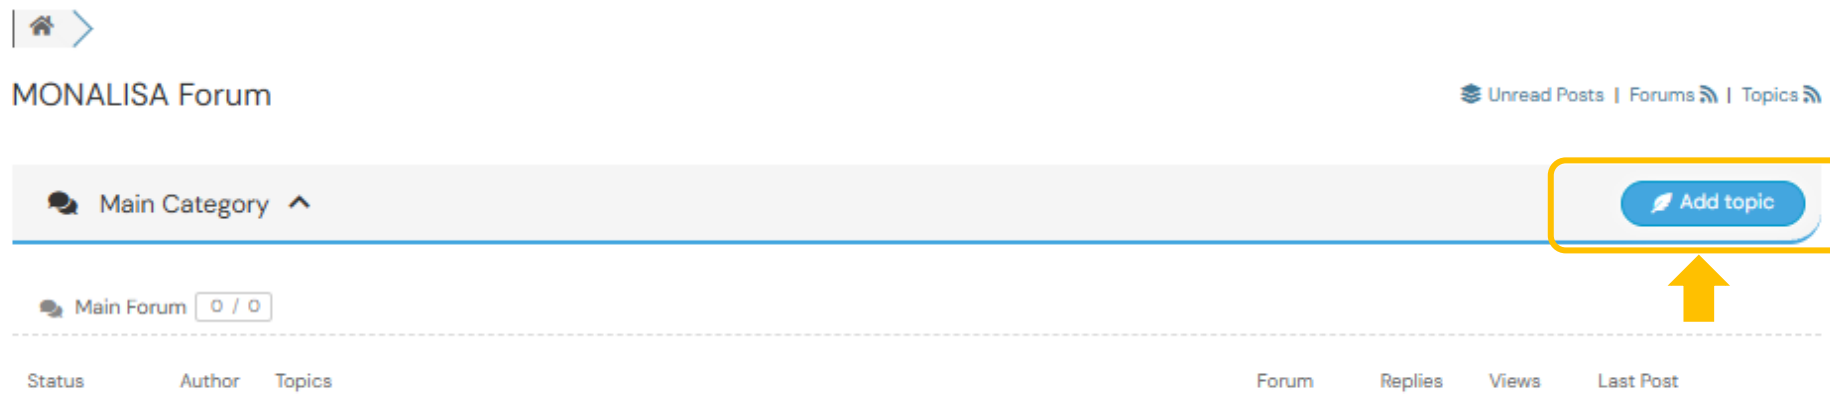 MONALISA Forum
Unread Posts | Forums | Topics
Main Category
Add topic
Main Forum 0 / 0
Status Author Topics Forum Replies Views Last Post